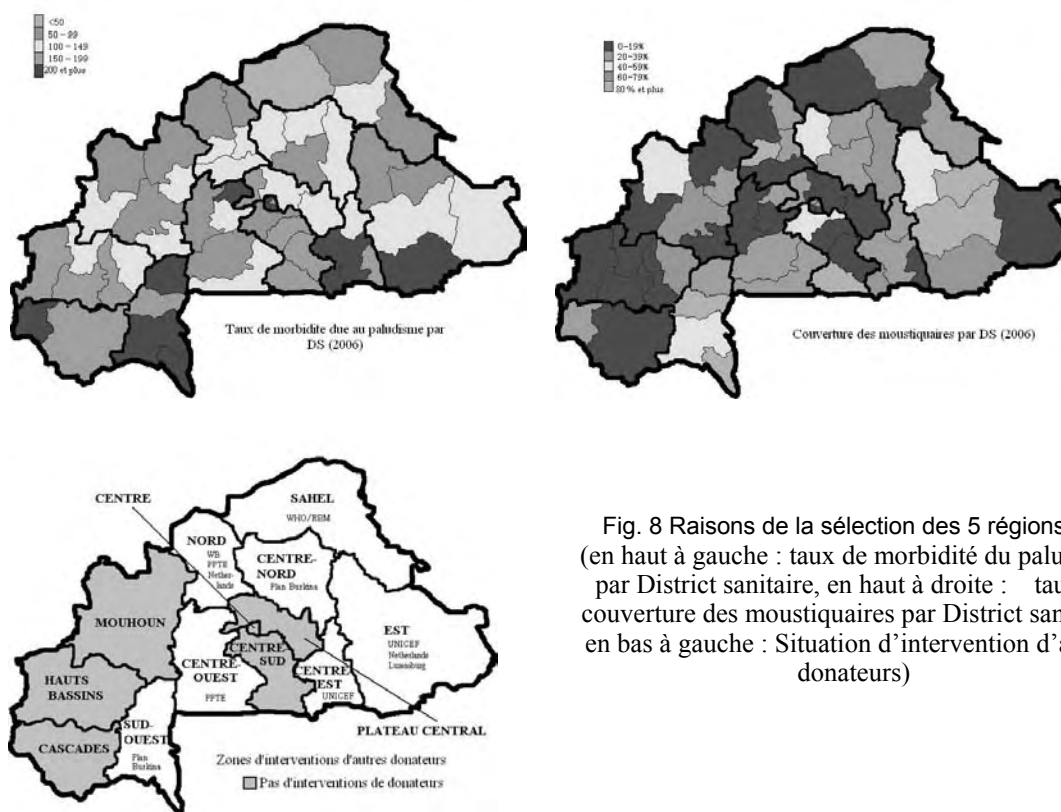 <50
50-99
100-149
150-199
200 et plus
Taux de morbidite due au paludisme par
DS (2006)
0-19%
20-39%
40-59%
60-79%
80 % et plus
Couverture des moustiquaires par DS (2006)
CENTRE
SAHEL
WHO/REM
NORD
WB
FPTE
Nether-
lands
CENTRE-
NORD
Plan Burkina
MOUHOUN
EST
UNICEF
Netherlands
Luxemburg
CENTRE
SUD
CENTRE-
OUEST
PPTE
CENTRE
EST
UNICEF
HAUTS
BASSINS
PLATEAU CENTRAL
SUD-
OUEST
Plan
Burkina
CASCADES
Zones d'interventions d'autres donateurs
Pas d'interventions de donateurs
Fig. 8 Raisons de la sélection des 5 régions
(en haut à gauche : taux de morbidité du palu
par District sanitaire, en haut à droite : tau
couverture des moustiquaires par District san
en bas à gauche : Situation d'intervention d'a
donateurs)